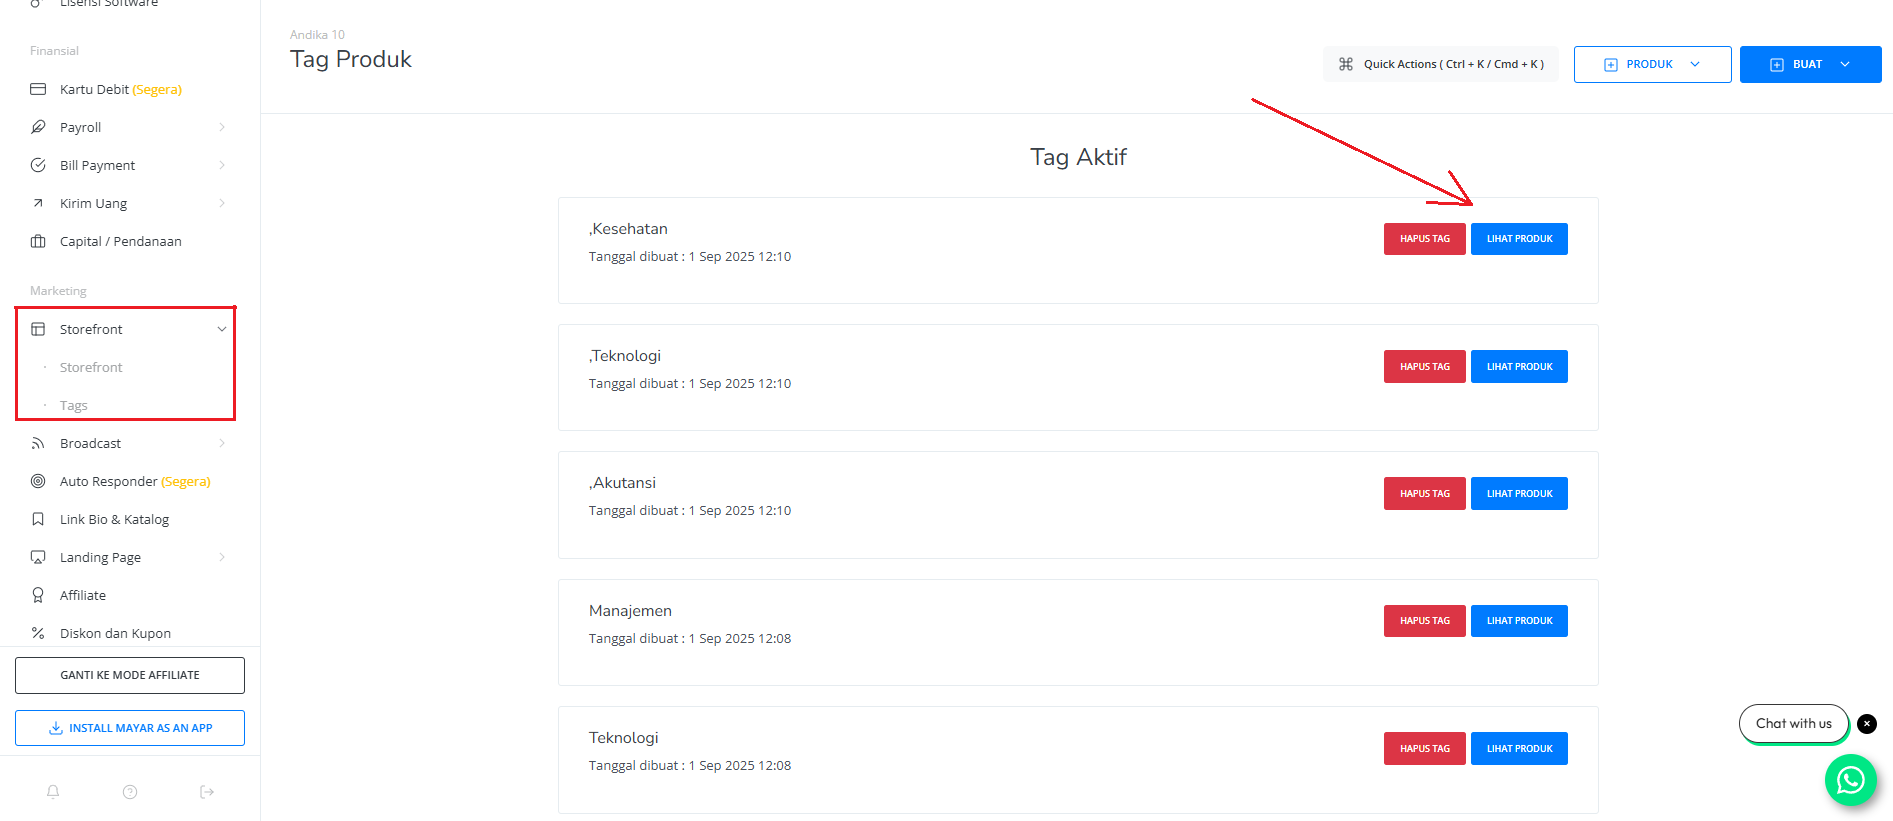 Lisensi Software
Finansial
Kartu Debit (Segera)
Payroll
Bill Payment
Kirim Uang
Capital / Pendanaan
Marketing
Storefront
Storefront
Tags
Broadcast
Auto Responder (Segera)
Link Bio & Katalog
Landing Page
Affiliate
Diskon dan Kupon
GANTI KE MODE AFFILIATE
INSTALL MAYAR AS AN APP
Andika 10
Tag Produk
Quick Actions ( Ctrl + K / Cmd + K )
PRODUK
BUAT
Tag Aktif
,Kesehatan
Tanggal dibuat : 1 Sep 2025 12:10
HAPUS TAG
LIHAT PRODUK
,Teknologi
Tanggal dibuat : 1 Sep 2025 12:10
HAPUS TAG
LIHAT PRODUK
,Akutansi
Tanggal dibuat : 1 Sep 2025 12:10
HAPUS TAG
LIHAT PRODUK
Manajemen
Tanggal dibuat : 1 Sep 2025 12:08
HAPUS TAG
LIHAT PRODUK
Teknologi
Tanggal dibuat : 1 Sep 2025 12:08
HAPUS TAG
LIHAT PRODUK
Chat with us